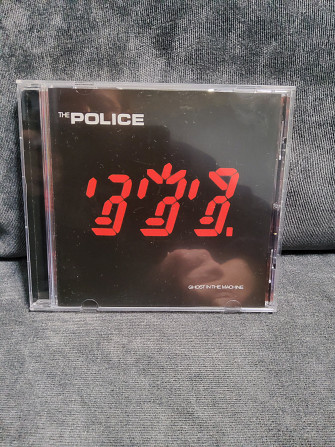 THE POLICE
GHOST IN THE MACHINE